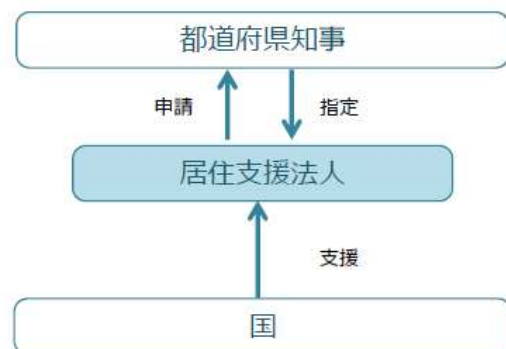 都道府県知事
申請
指定
居住支援法人
支援
国